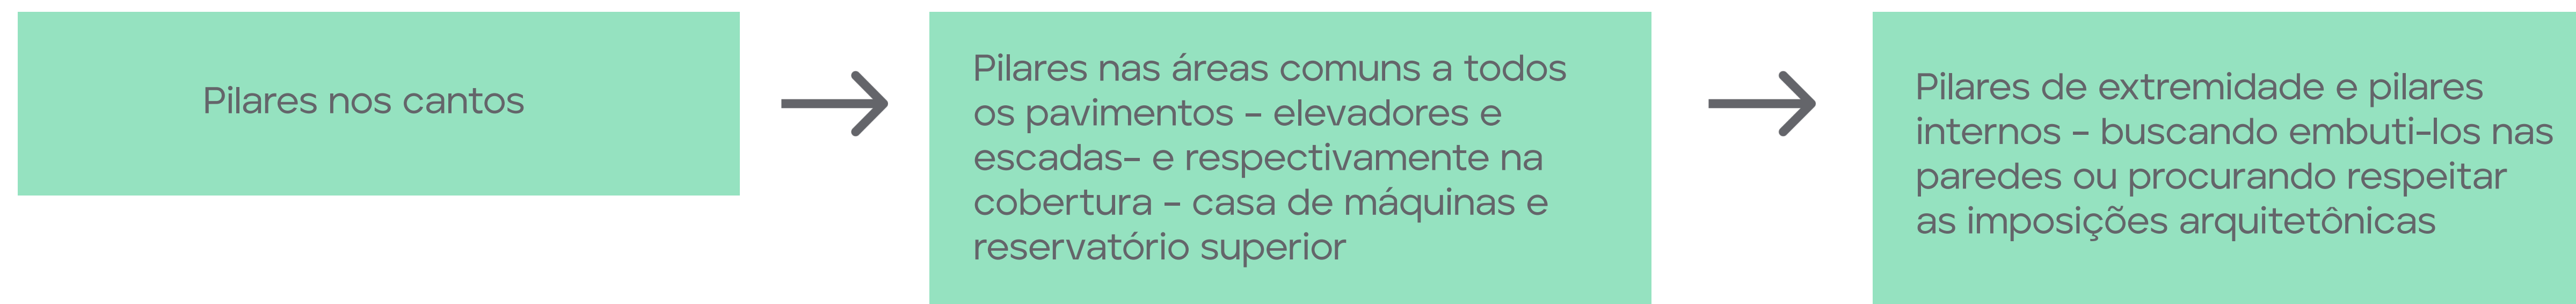 Pilares nos cantos
Pilares nas áreas comuns a todos
os pavimentos – elevadores e
escadas– e respectivamente na
cobertura – casa de máquinas e
reservatório superior
Pilares de extremidade e pilares
internos – buscando embuti-los nas
paredes ou procurando respeitar
as imposições arquitetônicas